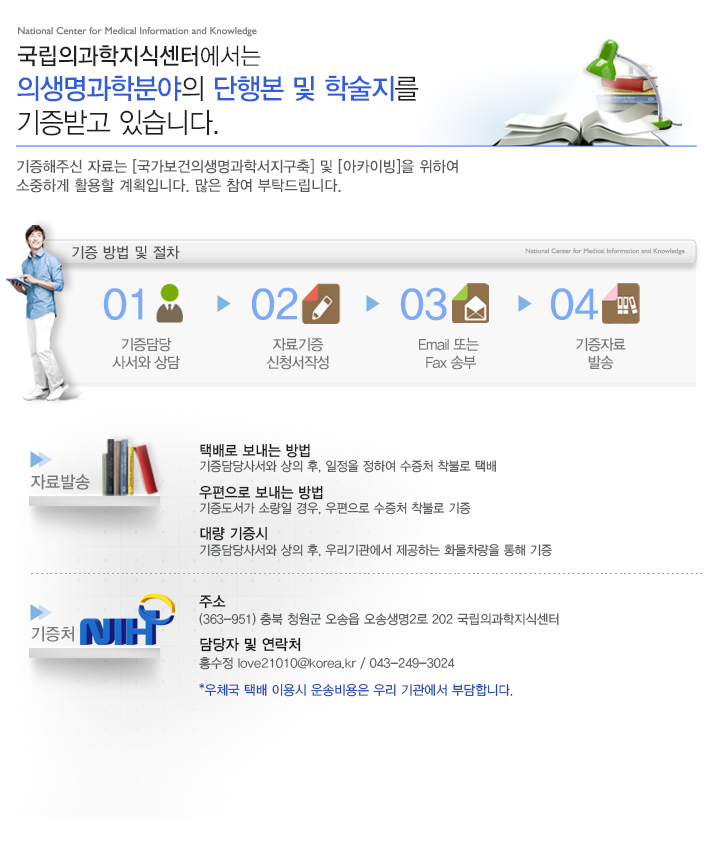 National Center for Medical Information and Knowledge
국립의과학지식센터에서는
의생명과학분야의 단행본 및 학술지를
기증받고 있습니다.
기증해주신 자료는 [국가보건의생명과학서지구축] 및 [아카이빙]을 위하여
소중하게 활용할 계획입니다. 많은 참여 부탁드립니다.
기증 방법 및 절차
National Center for Medical Information and Knowledge
01
02
03
04
기증담당
사서와 상담
자료기증
신청서작성
Email 또는
Fax 송부
기증자료
발송
자료발송
택배로 보내는 방법
기증담당사서와 상의 후, 일정을 정하여 수증처 착불로 택배
우편으로 보내는 방법
기증도서가 소량일 경우, 우편으로 수증처 착불로 기증
대량 기증시
기증담당사서와 상의 후, 우리기관에서 제공하는 화물차량을 통해 기증
기증처
NIH
주소
(363-951) 충북 청원군 오송읍 오송생명2로 202 국립의과학지식센터
담당자 및 연락처
홍수정 love21010@korea.kr / 043-249-3024
*우체국 택배 이용시 운송비용은 우리 기관에서 부담합니다.